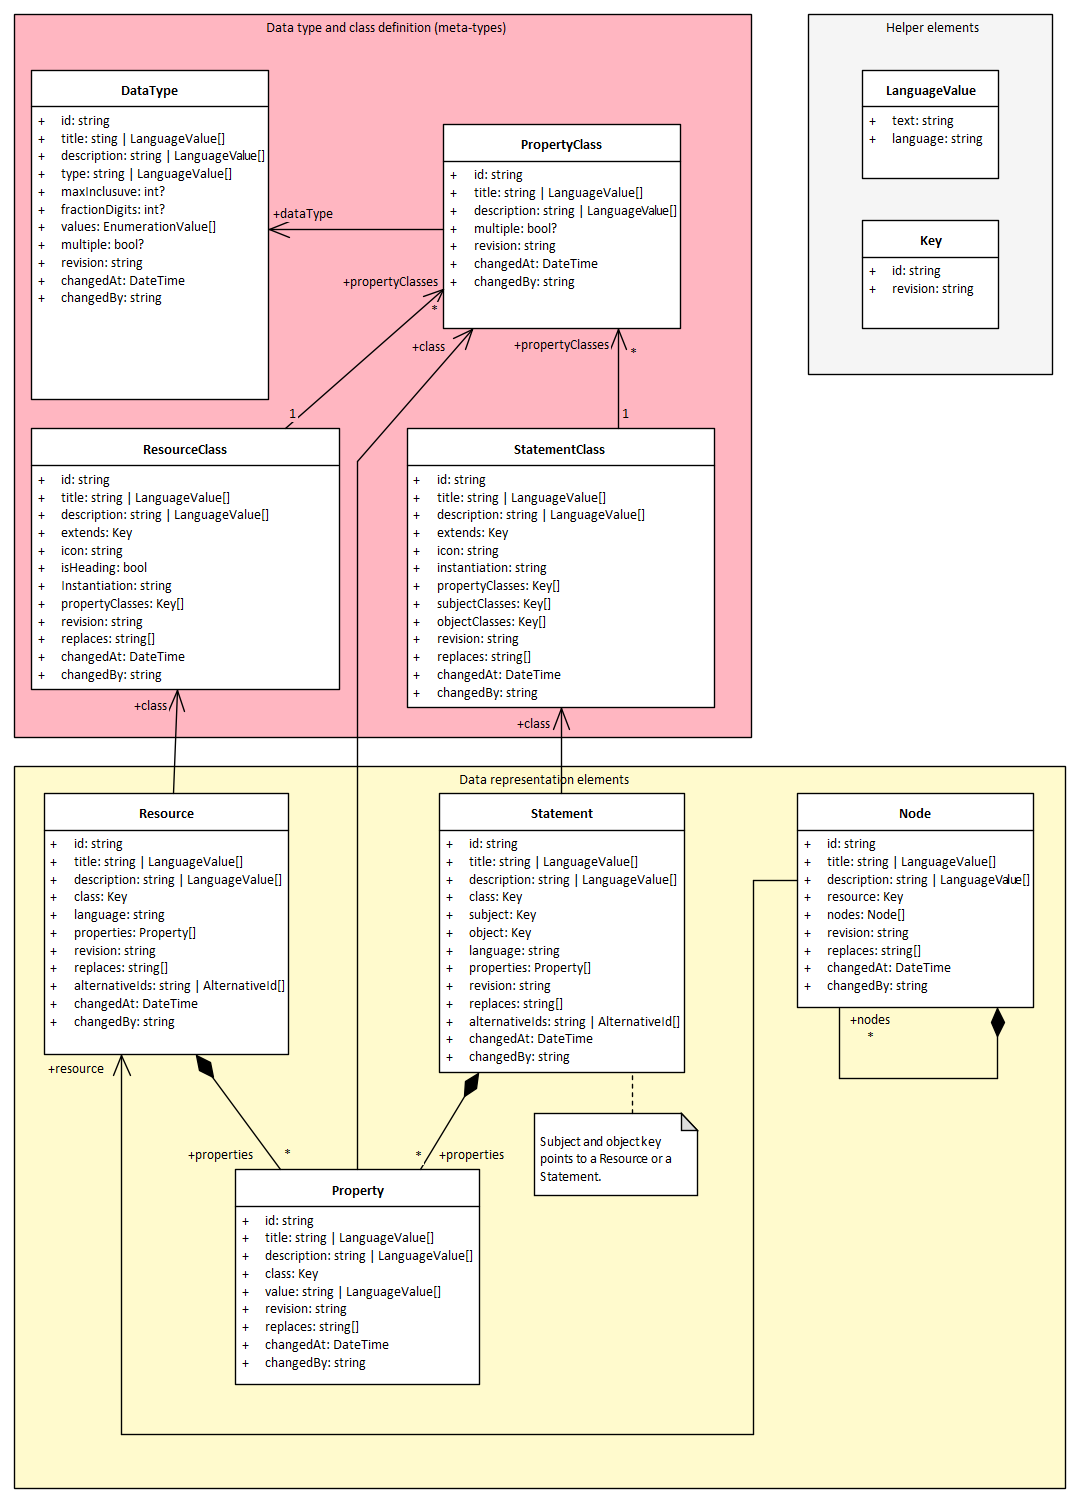 Data type and class definition (meta-types)
DataType
+ id: string
+ title: sting | LanguageValue[]
+ description: string | LanguageValue[]
+ type: string | LanguageValue[]
+ maxInclusuve: int?
+ fractionDigits: int?
+ values: EnumerationValue[]
+ multiple: bool?
+ revision: string
+ changedAt: DateTime
+ changedBy: string
+dataType
PropertyClass
+ id: string
+ title: string | LanguageValue[]
+ description: string | LanguageValue[]
+ multiple: bool?
+ revision: string
+ changedAt: DateTime
+ changedBy: string
+propertyClasses
*
+class
+propertyClasses
*
1
1
ResourceClass
+ id: string
+ title: string | LanguageValue[]
+ description: string | LanguageValue[]
+ extends: Key
+ icon: string
+ isHeading: bool
+ Instantiation: string
+ propertyClasses: Key[]
+ revision: string
+ replaces: string[]
+ changedAt: DateTime
+ changedBy: string
+class
StatementClass
+ id: string
+ title: string | LanguageValue[]
+ description: string | LanguageValue[]
+ extends: Key
+ icon: string
+ instantiation: string
+ propertyClasses: Key[]
+ subjectClasses: Key[]
+ objectClasses: Key[]
+ revision: string
+ replaces: string[]
+ changedAt: DateTime
+ changedBy: string
+class
Helper elements
LanguageValue
+ text: string
+ language: string
Key
+ id: string
+ revision: string
Data representation elements
Resource
+ id: string
+ title: string | LanguageValue[]
+ description: string | LanguageValue[]
+ class: Key
+ language: string
+ properties: Property[]
+ revision: string
+ replaces: string[]
+ alternativeIds: string | AlternativeId[]
+ changedAt: DateTime
+ changedBy: string
+resource
Statement
+ id: string
+ title: string | LanguageValue[]
+ description: string | LanguageValue[]
+ class: Key
+ subject: Key
+ object: Key
+ language: string
+ properties: Property[]
+ revision: string
+ replaces: string[]
+ alternativeIds: string | AlternativeId[]
+ changedAt: DateTime
+ changedBy: string
Node
+ id: string
+ title: string | LanguageValue[]
+ description: string | LanguageValue[]
+ resource: Key
+ nodes: Node[]
+ revision: string
+ replaces: string[]
+ changedAt: DateTime
+ changedBy: string
+nodes
*
Subject and object key
points to a Resource or a
Statement.
+properties
*
*
+properties
Property
+ id: string
+ title: string | LanguageValue[]
+ description: string | LanguageValue[]
+ class: Key
+ value: string | LanguageValue[]
+ revision: string
+ replaces: string[]
+ changedAt: DateTime
+ changedBy: string